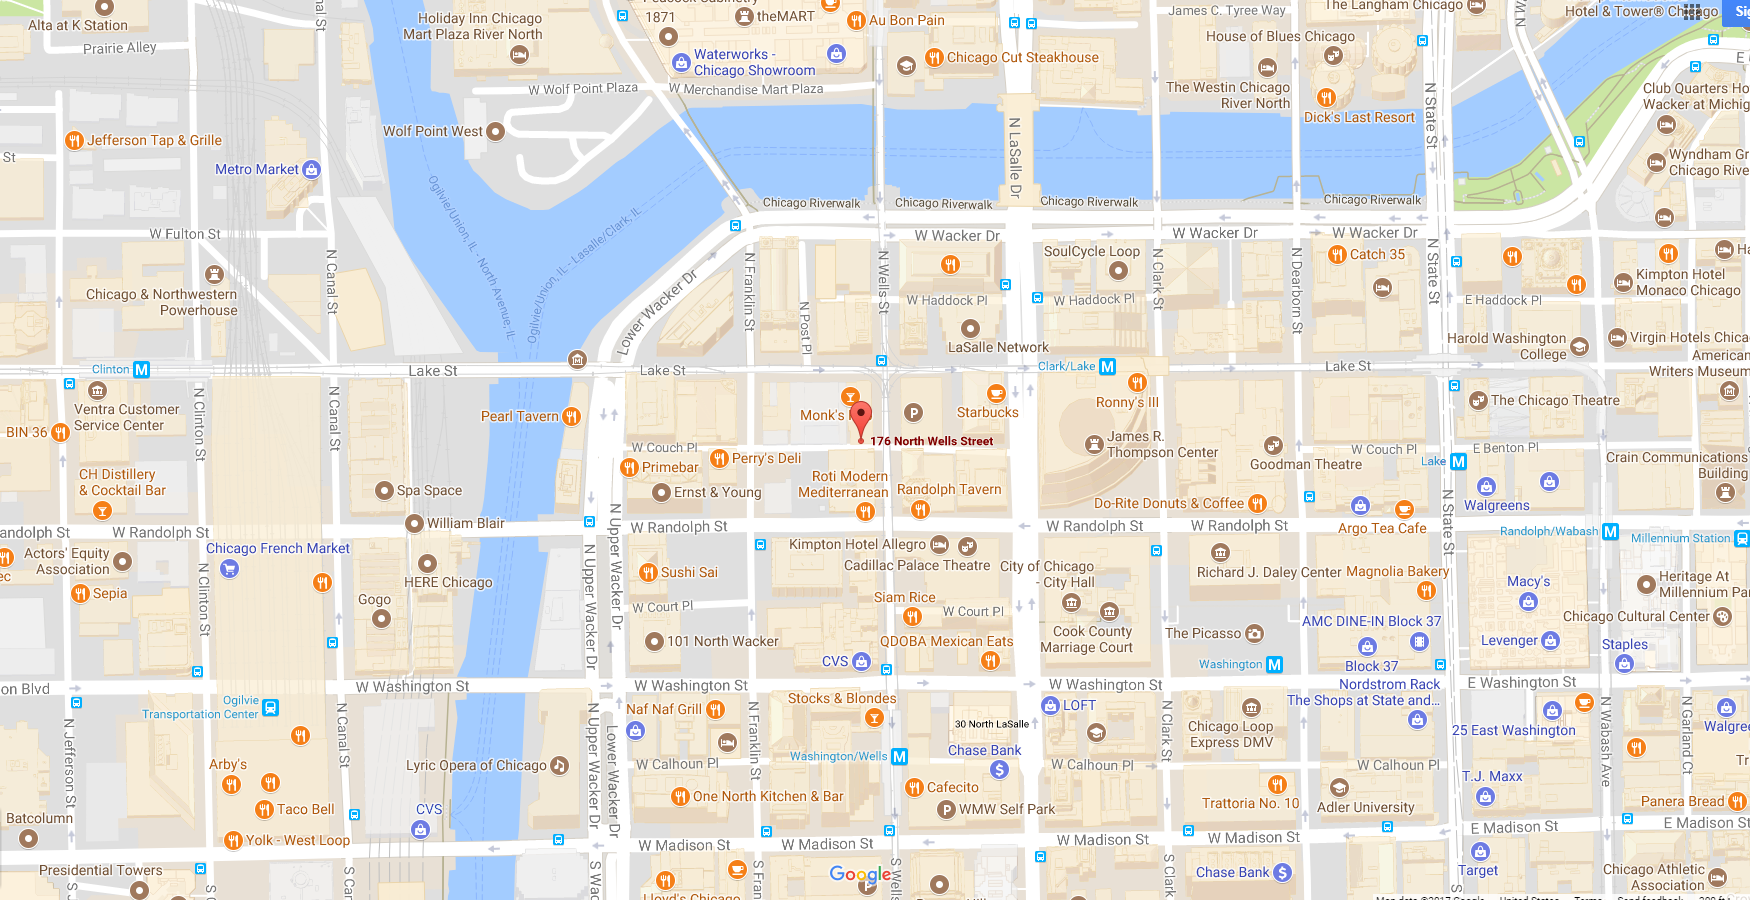 Alta at K Station
Prairie Alley
nal St
Holiday Inn Chicago
Mart Plaza River North
1871
theMART
Au Bon Pain
Waterworks -
Chicago Showroom
Chicago Cut Steakhouse
James C. Tyree Way
The Langham Chicago
House of Blues Chicago
Hotel & Tower® Chicago
Sig
W Wolf Point Plaza
W Merchandise Mart Plaza
The Westin Chicago
River North
Dick's Last Resort
Club Quarters Ho
Wacker at Michig
Wolf Point West
Jefferson Tap & Grille
St
Metro Market
N LaSalle Dr
N State St
Wyndham Gr
Chicago Rive
Ogilvie/Union, IL - North Avenue, IL
Ogilvie/Union, IL - Lasalle/Clark, IL
Chicago Riverwalk
Chicago Riverwalk
Chicago Riverwalk
Chicago Riverwalk
W Fulton St
W Wacker Dr
W Wacker Dr
W Wacker Dr
N Canal St
N Franklin St
N Wells St
SoulCycle Loop
N Clark St
N Dearborn St
Catch 35
N State St
Chicago & Northwestern
Powerhouse
Lower Wacker Dr
N Post Pl
W Haddock Pl
W Haddock Pl
E Haddock Pl
Kimpton Hotel
Monaco Chicago
LaSalle Network
Harold Washington
College
Virgin Hotels Chica
American
Writers Museum
Clinton
M
Lake St
Lake St
Clark/Lake
M
Lake St
Ventra Customer
Service Center
N Clinton St
N Canal St
Pearl Tavern
Monk's
P
Starbucks
Ronny's III
The Chicago Theatre
BIN 36
176 North Wells Street
W Couch Pl
Perry's Deli
Primebar
James R.
Thompson Center
Goodman Theatre
W Couch Pl
Lake
M
E Benton Pl
Crain Communications
Building
CH Distillery
& Cocktail Bar
Spa Space
Ernst & Young
Roti Modern
Mediterranean
Randolph Tavern
Do-Rite Donuts & Coffee
Walgreens
Argo Tea Cafe
andolph St
W Randolph St
William Blair
N Upper Wacker Dr
W Randolph St
W Randolph St
W Randolph St
N State St
Randolph/Wabash
M
Millennium Station
Actors' Equity
Association
Chicago French Market
HERE Chicago
N Upper Wacker Dr
Kimpton Hotel Allegro
Cadillac Palace Theatre
City of Chicago
- City Hall
Richard J. Daley Center
Magnolia Bakery
Macy's
Heritage At
Millennium Par
ec
Sepia
N Clinton St
Gogo
Sushi Sai
W Court Pl
Siam Rice
W Court Pl
Cook County
Marriage Court
The Picasso
AMC DINE-IN Block 37
Chicago Cultural Center
101 North Wacker
QDOBA Mexican Eats
CVS
Washington
M
Block 37
Levenger
Staples
on Blvd
W Washington St
W Washington St
W Washington St
E Washington St
Nordstrom Rack
The Shops at State and...
Ogilvie
Transportation Center
N Jefferson St
N Canal St
N Upper Wacker Dr
Lower Wacker Dr
Naf Naf Grill
N Franklin St
Stocks & Blondes
30 North LaSalle
LOFT
N Clark St
Chicago Loop
Express DMV
25 East Washington
N Wabash Ave
N Garland Ct
Walgree
Arby's
Lyric Opera of Chicago
W Calhoun Pl
Washington/Wells
M
Chase Bank
W Calhoun Pl
W Calhoun Pl
T.J. Maxx
Taco Bell
CVS
One North Kitchen & Bar
Cafecito
P
WMW Self Park
Trattoria No. 10
Adler University
Panera Bread
Batcolumn
Yolk - West Loop
W Madison St
W Madison St
W Madison St
W Madison St
E Madison St
E Madison St
Presidential Towers
Google
Chase Bank
Target
Chicago Athletic
Association
Lloyd's Chicago
S Clark
Map data ©2017 Google
United States
Terms
Send feedback